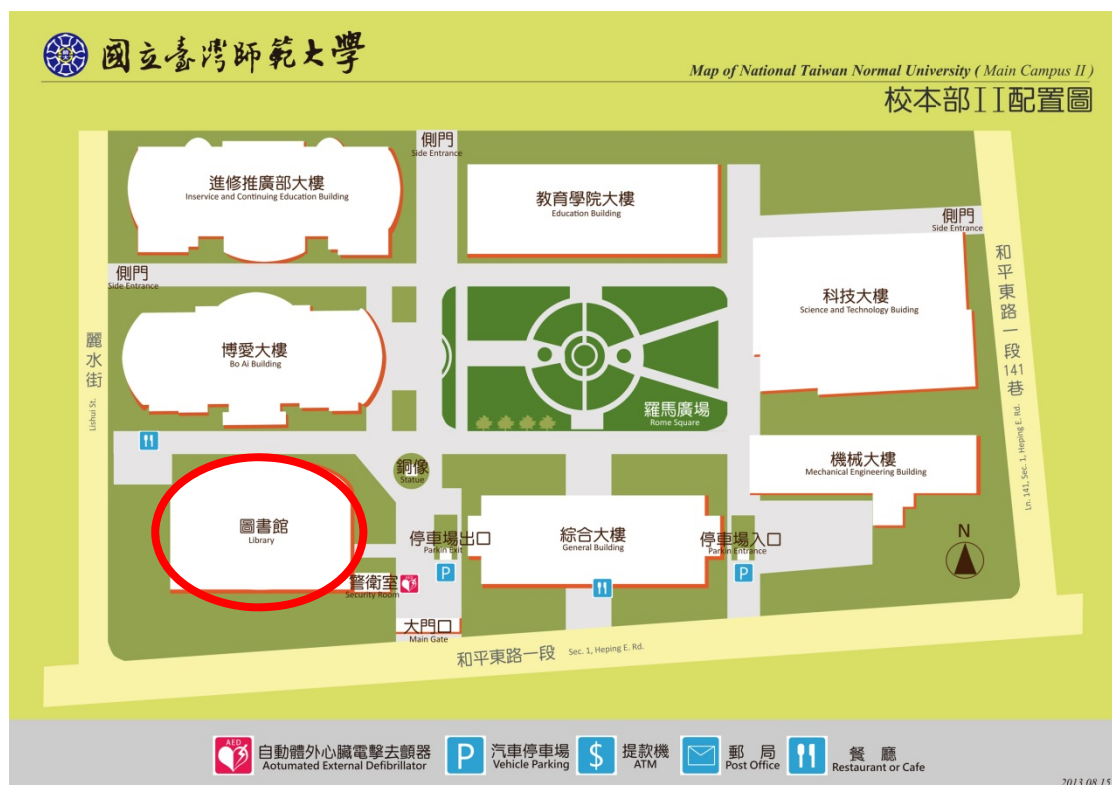 國立臺灣師範大學
Map of National Taiwan Normal University ( Main Campus II )
校本部II配置圖
側門
Side Entrance
進修推廣部大樓
Inservice and Continuing Education Building
教育學院大樓
Education Building
側門
Side Entrance
側門
Side Entrance
科技大樓
Science and Technology Buiding
和平東路一段141巷
Ln. 141, Sec. 1, Heping E. Rd.
麗水街
Lishui St.
博愛大樓
Bo Ai Building
羅馬廣場
Rome Square
銅像
Statue
機械大樓
Mechanical Engineering Building
圖書館
Library
停車場出口
Parkin Exit
P
綜合大樓
General Building
停車場入口
Parkin Entrance
P
N
警衛室
Security Room
大門口
Main Gate
和平東路一段 Sec. 1, Heping E. Rd.
AED
自動體外心臟電擊去顫器
Aotumated External Defibrillator
P
汽車停車場
Vehicle Parking
$
提款機
ATM
郵 局
Post Office
餐 廳
Restaurant or Cafe
2013.08.15